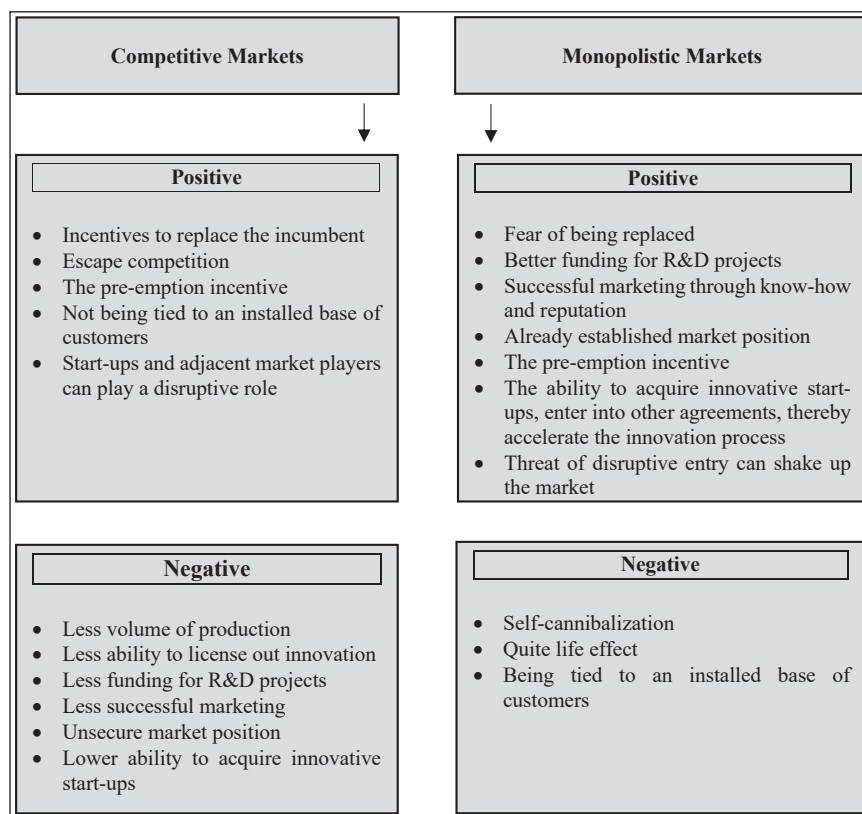 Competitive Markets
Monopolistic Markets
Positive
• Incentives to replace the incumbent
• Escape competition
• The pre-emption incentive
• Not being tied to an installed base of
customers
• Start-ups and adjacent market players
can play a disruptive role
Positive
• Fear of being replaced
• Better funding for R&D projects
• Successful marketing through know-how
and reputation
• Already established market position
• The pre-emption incentive
• The ability to acquire innovative start-
ups, enter into other agreements, thereby
accelerate the innovation process
• Threat of disruptive entry can shake up
the market
Negative
• Less volume of production
• Less ability to license out innovation
• Less funding for R&D projects
• Less successful marketing
• Unsecure market position
• Lower ability to acquire innovative
start-ups
Negative
• Self-cannibalization
• Quite life effect
• Being tied to an installed base of
customers